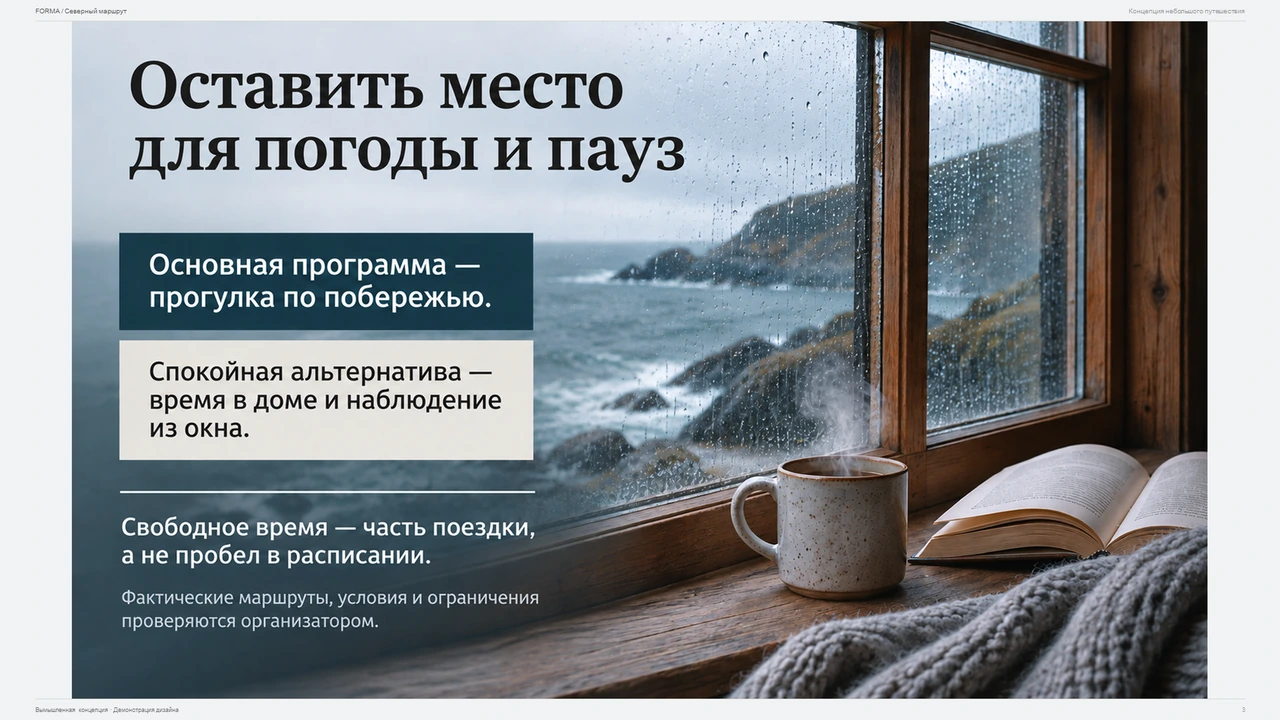 FORMA / Северный маршрут
Концепция небольшого путешествия
Оставить место
для погоды и пауз
Основная программа —
прогулка по побережью.
Спокойная альтернатива —
время в доме и наблюдение
из окна.
Свободное время — часть поездки,
а не пробел в расписании.
Фактические маршруты, условия и ограничения
проверяются организатором.
Вымышленная концепция · Демонстрация дизайна
3